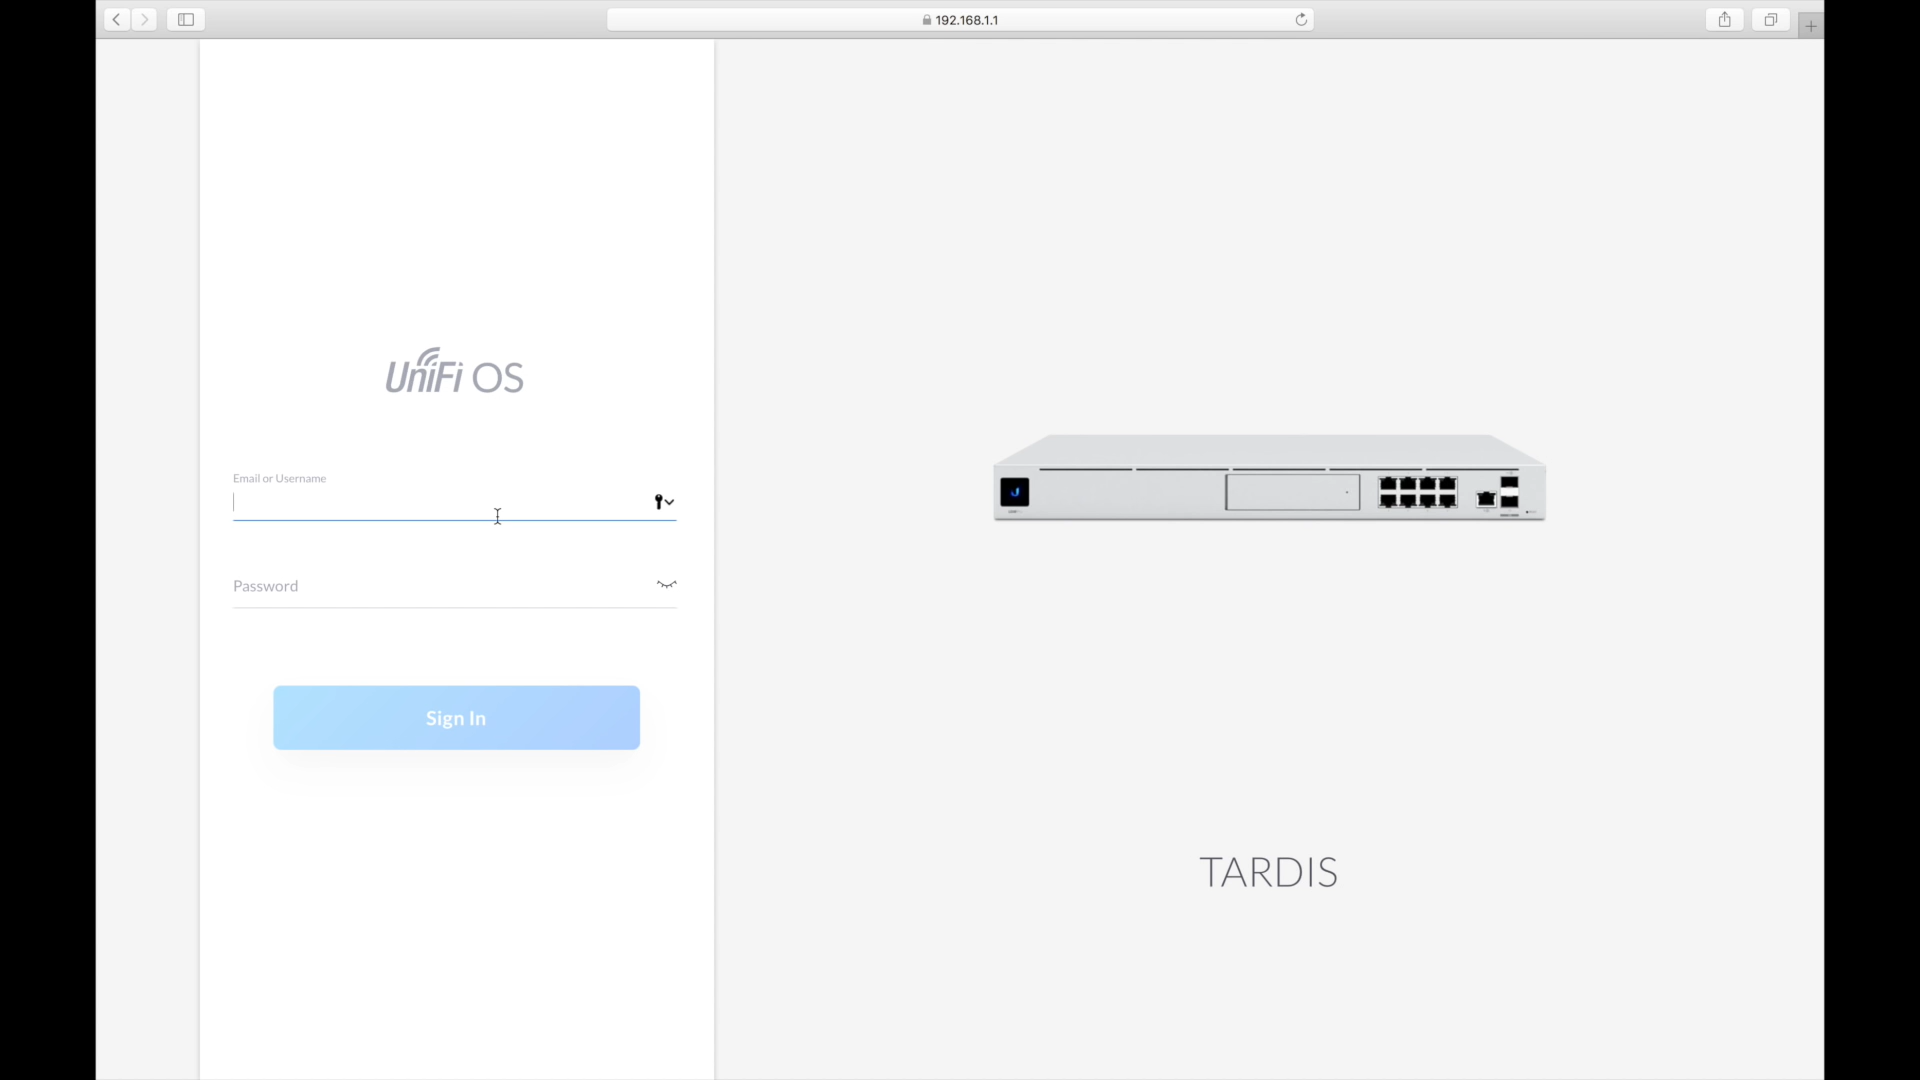 192.168.1.1
UniFi OS
Email or Username
Password
Sign In
TARDIS